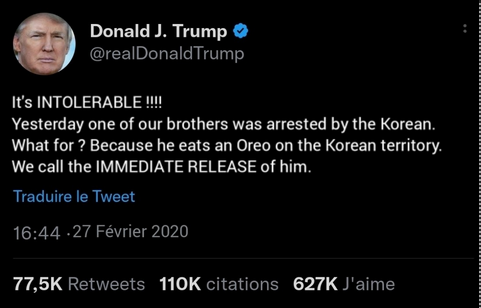 Donald J. Trump
@realDonaldTrump
It's INTOLERABLE !!!!
Yesterday one of our brothers was arrested by the Korean.
What for ? Because he eats an Oreo on the Korean territory.
We call the IMMEDIATE RELEASE of him.
Traduire le Tweet
16:44 · 27 Février 2020
77,5K Retweets 110K citations 627K J'aime